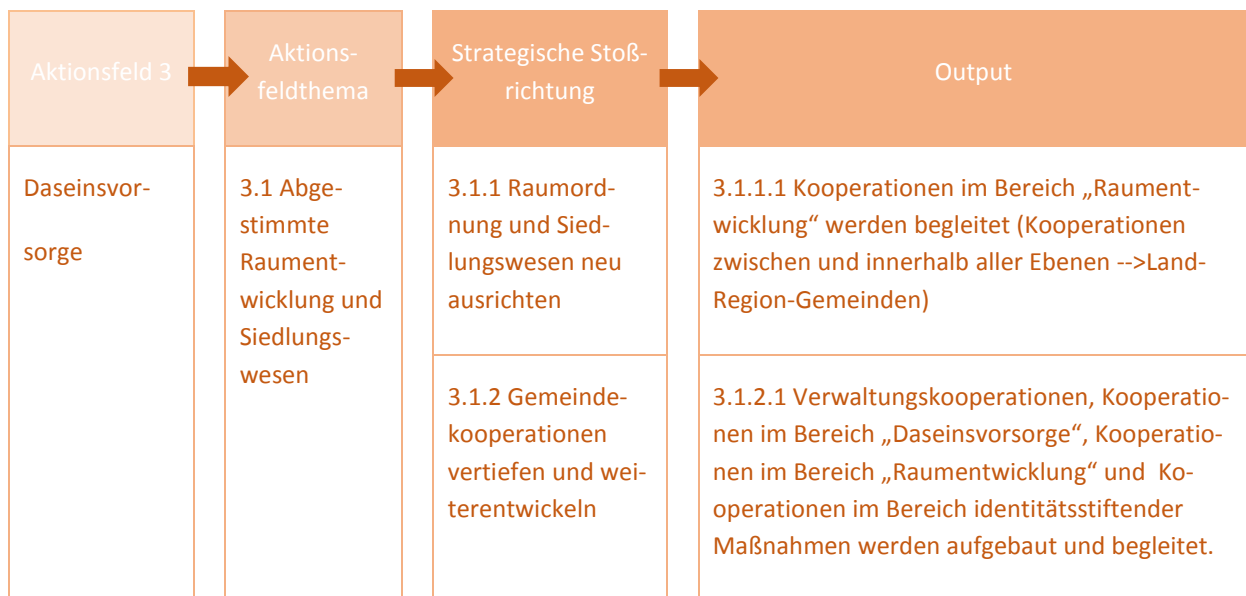 Aktionsfeld 3
Aktions-
feldthema
Strategische Stoß-
richtung
Output
Daseinsvor-
sorge
3.1 Abge-
stimmte
Raument-
wicklung und
Siedlungs-
wesen
3.1.1 Raumord-
nung und Sied-
lungswesen neu
ausrichten
3.1.1.1 Kooperationen im Bereich „Raument-
wicklung“ werden begleitet (Kooperationen
zwischen und innerhalb aller Ebenen -->Land-
Region-Gemeinden)
3.1.2 Gemeinde-
kooperationen
vertiefen und wei-
terentwickeln
3.1.2.1 Verwaltungskooperationen, Kooperatio-
nen im Bereich „Daseinsvorsorge“, Kooperatio-
nen im Bereich „Raumentwicklung“ und  Ko-
operationen im Bereich identitätsstiftender
Maßnahmen werden aufgebaut und begleitet.